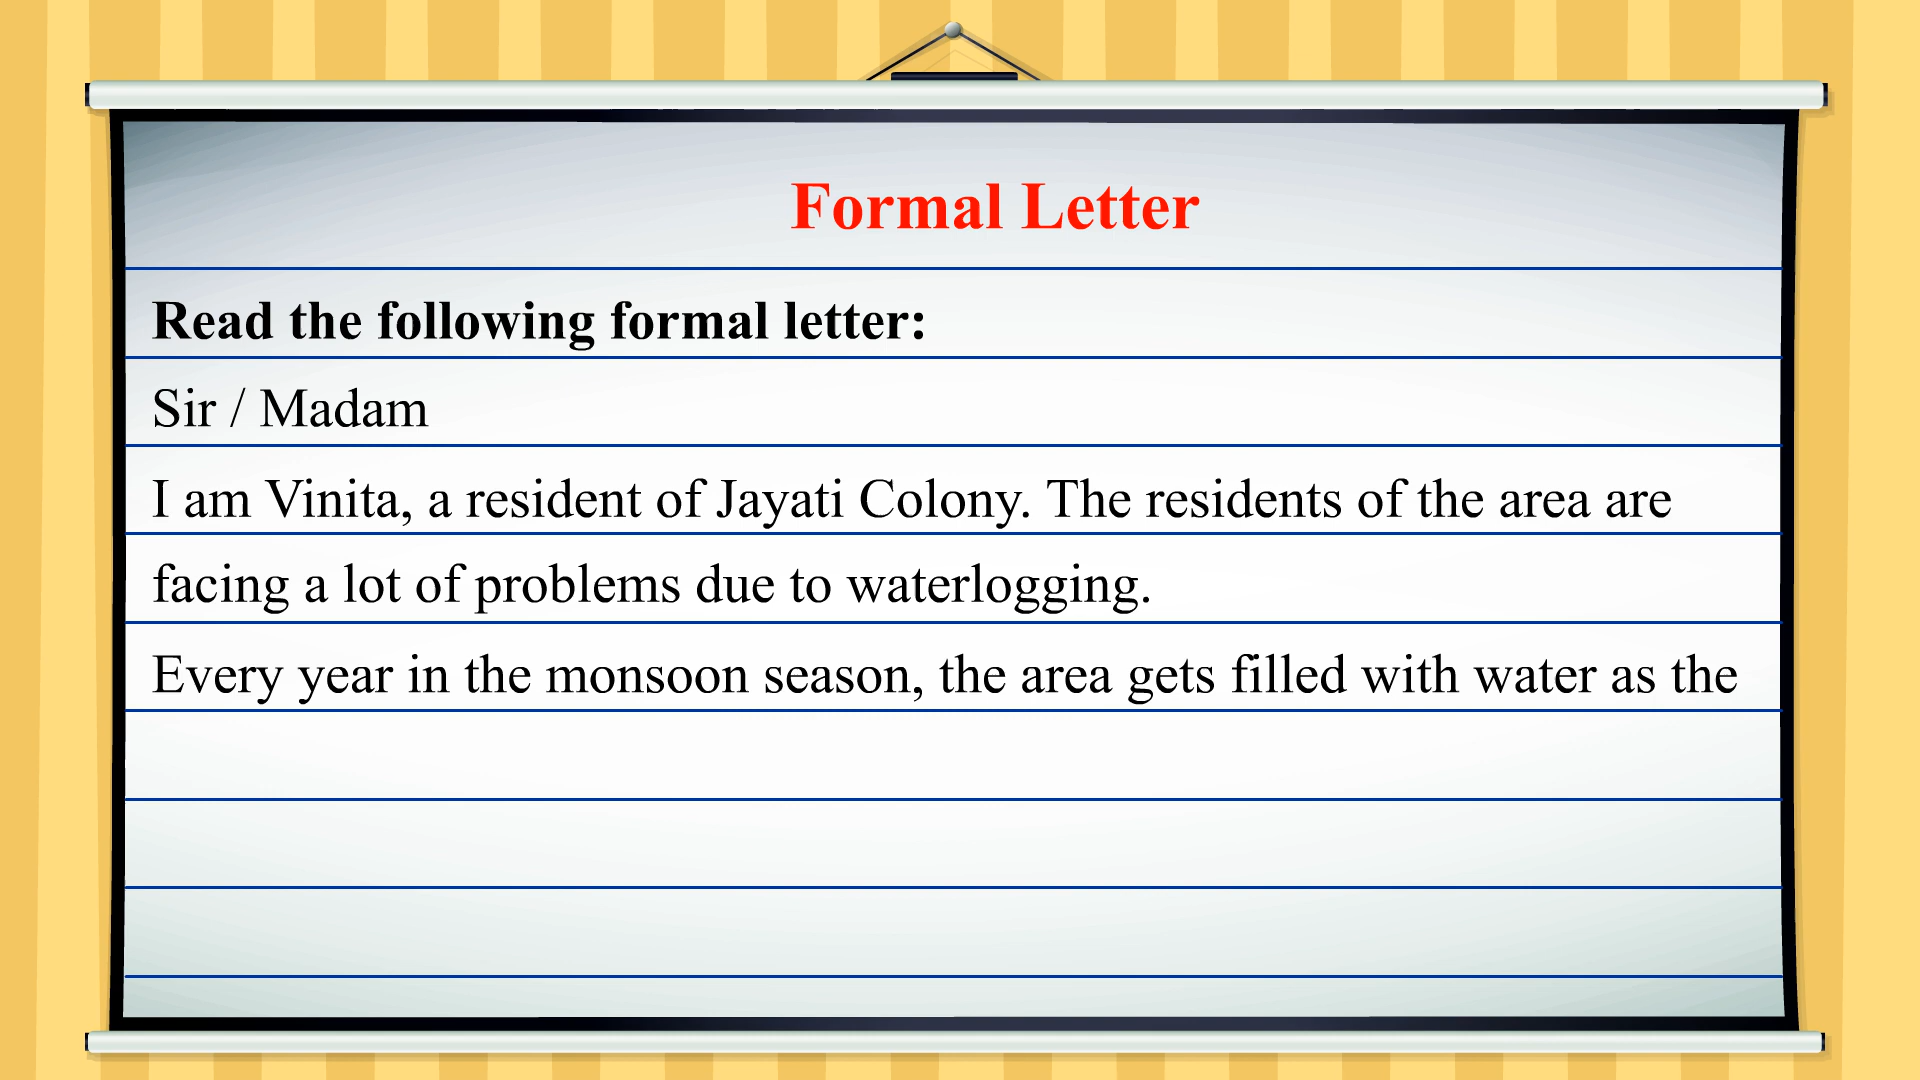 Formal Letter
Read the following formal letter:
Sir / Madam
I am Vinita, a resident of Jayati Colony. The residents of the area are
facing a lot of problems due to waterlogging.
Every year in the monsoon season, the area gets filled with water as the